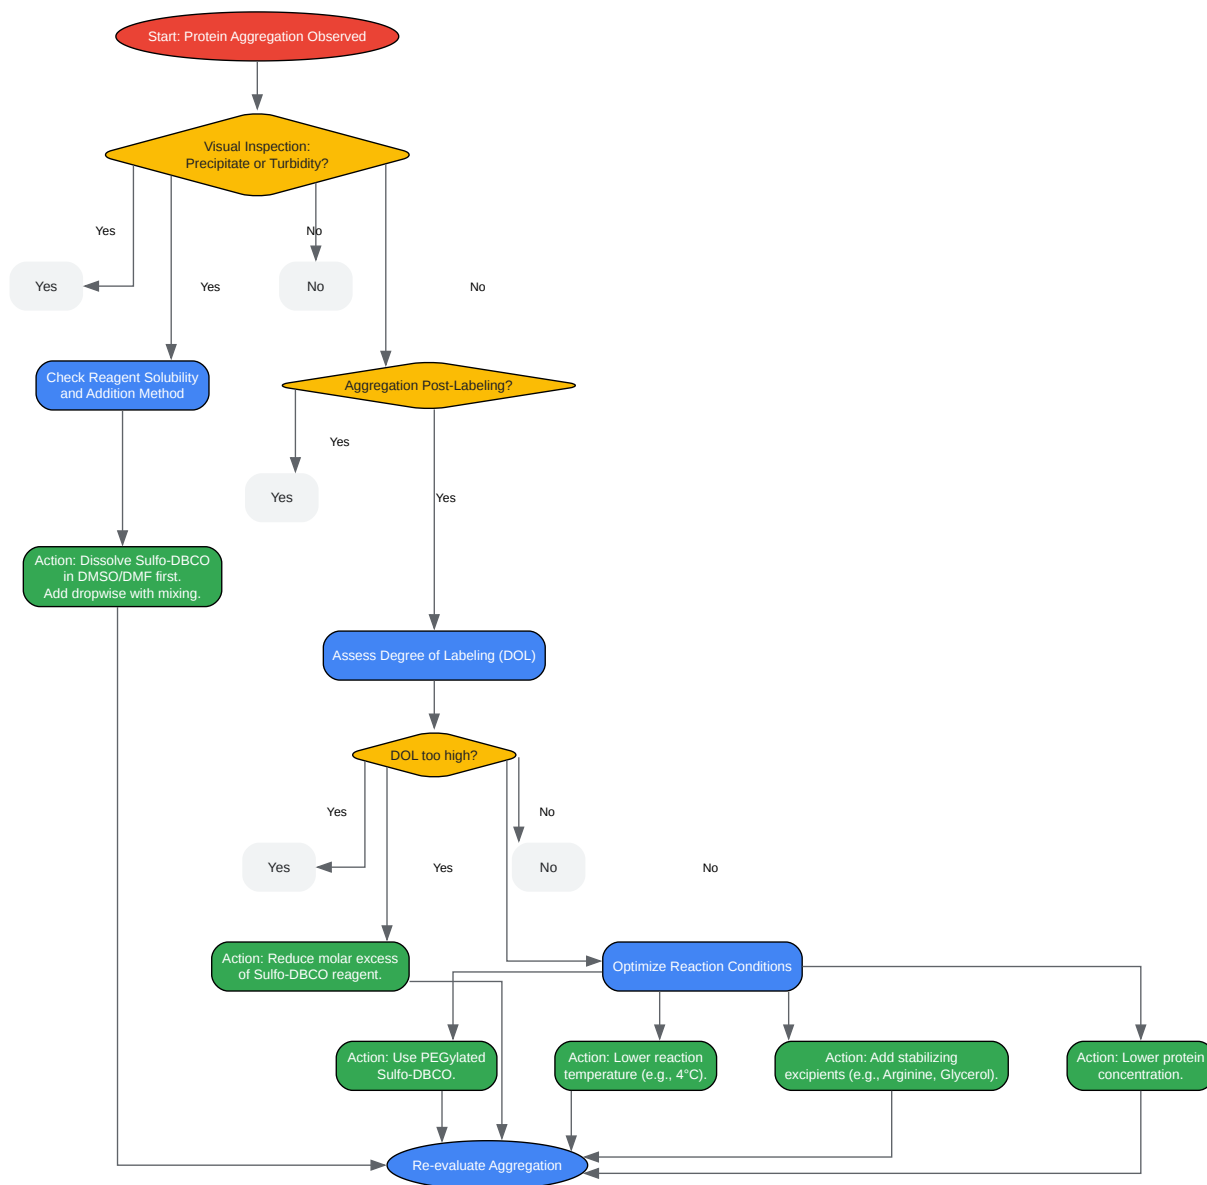 Start: Protein Aggregation Observed
Visual Inspection:
Precipitate or Turbidity?
Yes
No
Yes
Yes
No
No
Check Reagent Solubility
and Addition Method
Aggregation Post-Labeling?
Yes
Yes
Yes
Action: Dissolve Sulfo-DBCO
in DMSO/DMF first.
Add dropwise with mixing.
Assess Degree of Labeling (DOL)
DOL too high?
Yes
No
Yes
Yes
No
No
Action: Reduce molar excess
of Sulfo-DBCO reagent.
Optimize Reaction Conditions
Action: Use PEGylated
Sulfo-DBCO.
Action: Lower reaction
temperature (e.g., 4°C).
Action: Add stabilizing
excipients (e.g., Arginine, Glycerol).
Action: Lower protein
concentration.
Re-evaluate Aggregation